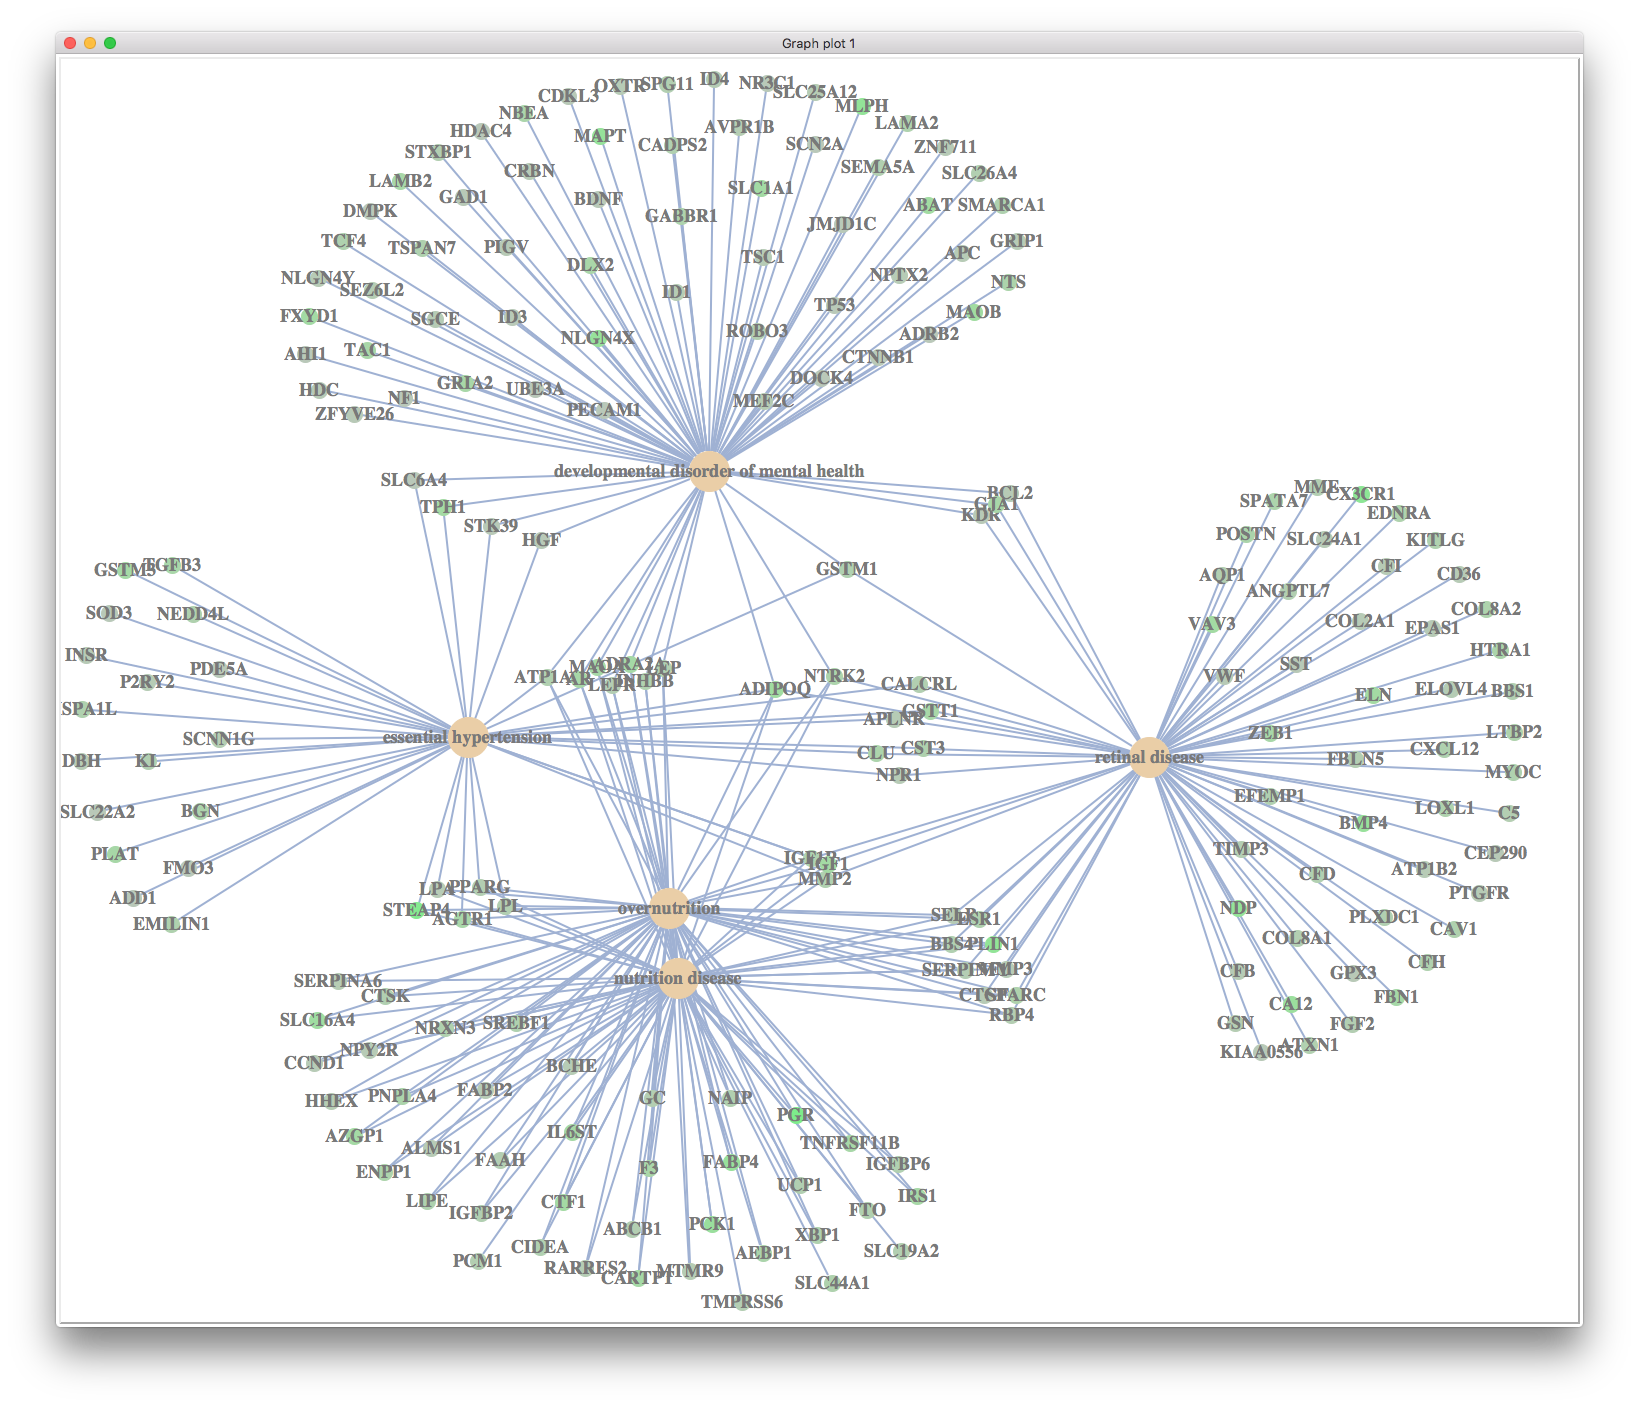 Graph plot 1
ID4
OXTR
SPG11
NR3C1
SLC25A12
CDKL3
NBEA
MLPH
HDAC4
MAPT
AVPR1B
LAMA2
STXBP1
CADPS2
SCN2A
ZNF711
LAMB2
CRBN
SEMA5A
SLC26A4
GAD1
BDNF
SLC1A1
DMPK
GABBR1
ABAT
SMARCA1
TCF4
TSPAN7
PIGV
JMJD1C
GRIP1
DLX2
TSC1
APC
NLGN4Y
SEZ6L2
ID1
NPTX2
NTS
FXYD1
SGCE
ID3
TP53
MAOB
NLGN4X
ROBO3
ADRB2
AHI1
TAC1
CTNNB1
HDC
NF1
GRIA2
UBE3A
DOCK4
ZFYVE26
PECAM1
MEF2C
developmental disorder of mental health
SLC6A4
TPH1
STK39
HGF
BCL2
GJA1
KDR
GSTM1
SPATA7
MME
CX3CR1
EDNRA
POSTN
SLC24A1
KITLG
AQP1
CFI
CD36
ANGPTL7
COL8A2
VAV3
COL2A1
EPAS1
HTRA1
VWF
SST
ELN
ELOVL4
BBS1
ZEB1
LTBP2
FBLN5
CXCL12
MYOC
GSTM3
TGFB3
SOD3
NEDD4L
INSR
PDE5A
P2RY2
SPA1L
SCNN1G
DBH
KL
SLC22A2
BGN
PLAT
FMO3
ADD1
EMILIN1
ATP1A
AR
MAOA
ADRA2A
LEP
LEPR
INHBB
ADIPOQ
NTRK2
CALCRL
GSTT1
APLNR
CLU
CST3
NPR1
essential hypertension
retinal disease
EFEMP1
LOXL1
C5
BMP4
TIMP3
CEP290
CFD
ATP1B2
PTGFR
NDP
PLXDC1
CAV1
COL8A1
CFB
GPX3
CFH
CA12
FBN1
GSN
FGF2
KIAA0556
ATXN1
IGF1R
IGF1
MMP2
LPA
PPARG
STEAP4
AGTR1
LPL
overnutrition
SELP
ESR1
BBS4
PLIN1
SERPINE1
MMP3
CTGF
SPARC
RBP4
nutrition disease
SERPINA6
CTSK
SLC16A4
NRXN3
SREBF1
CCND1
NPY2R
BCHE
HHEX
PNPLA4
FABP2
GC
NAIP
PGR
AZGP1
ALMS1
IL6ST
TNFRSF11B
ENPP1
FAAH
F3
FABP4
IGFBP6
UCP1
LIPE
IGFBP2
CTF1
IRS1
FTO
ABCB1
PCK1
XBP1
PCM1
CIDEA
AEBP1
SLC19A2
RARRES2
CARTPT
MTMR9
SLC44A1
TMPRSS6